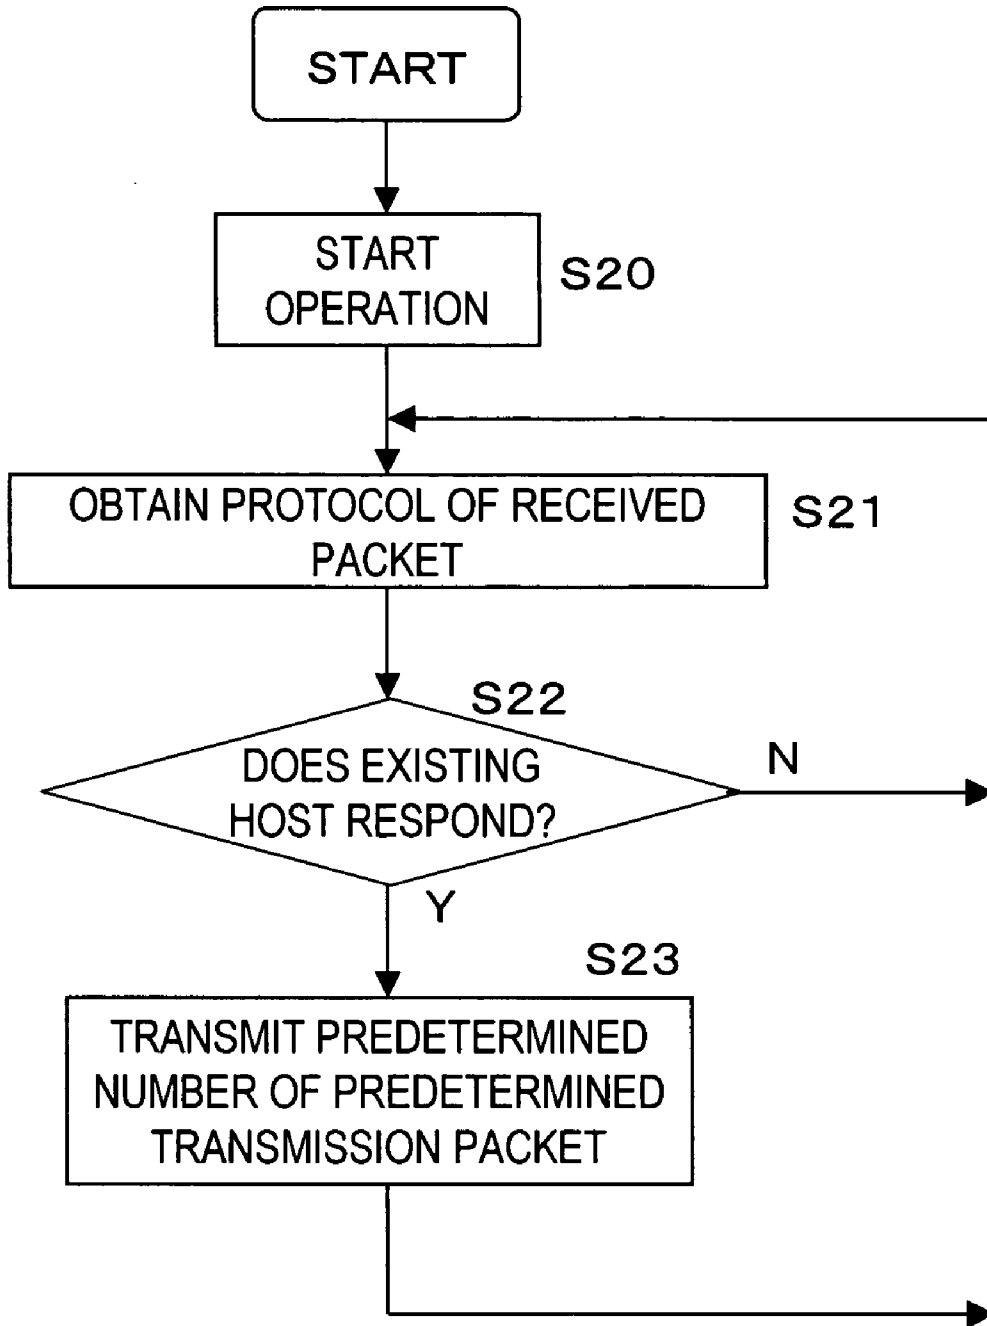 START
START
OPERATION
S20
OBTAIN PROTOCOL OF RECEIVED
PACKET
S21
S22
DOES EXISTING
HOST RESPOND?
N
Y
S23
TRANSMIT PREDETERMINED
NUMBER OF PREDETERMINED
TRANSMISSION PACKET